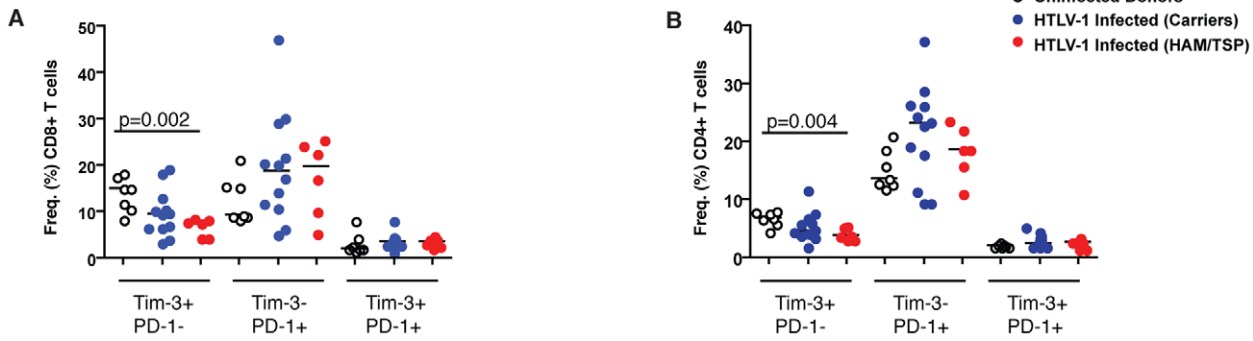 A
Freq. (%) CD8+ T cells
50
40
30
20
10
0
p=0.002
Tim-3+
PD-1-
Tim-3-
PD-1+
Tim-3+
PD-1+
B
HTLV-1 Infected (Carriers)
HTLV-1 Infected (HAM/TSP)
Freq. (%) CD4+ T cells
40
30
20
10
0
p=0.004
Tim-3+
PD-1-
Tim-3-
PD-1+
Tim-3+
PD-1+